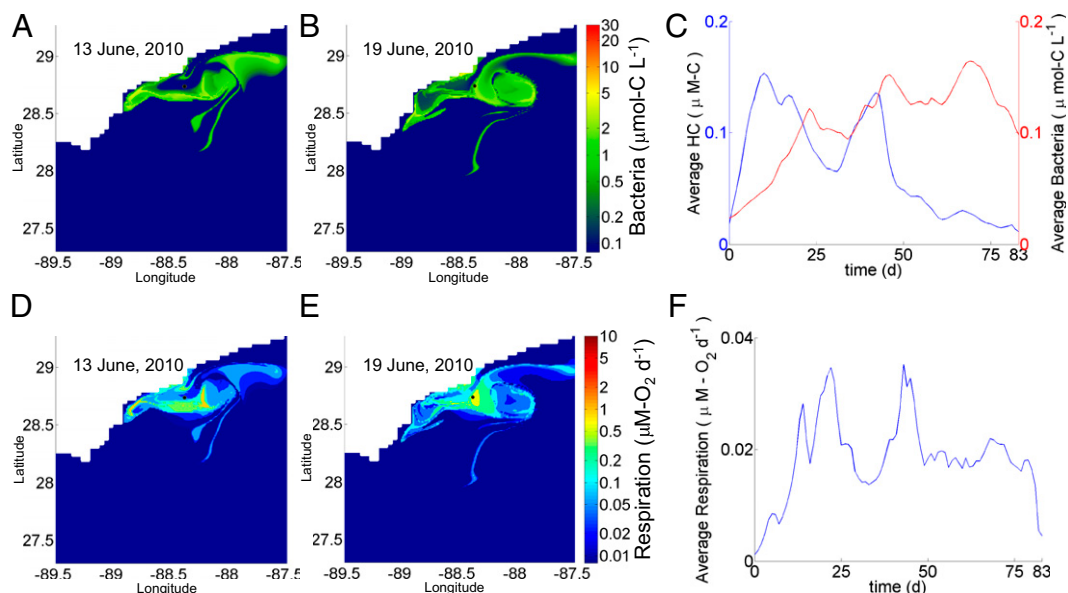 A
13 June, 2010
29
28.5
28
27.5
Latitude
-89.5 -89 -88.5 -88 -87.5
Longitude
B
19 June, 2010
29
28.5
28
27.5
Latitude
-89.5 -89 -88.5 -88 -87.5
Longitude
30
20
10
5
2
1
0.5
0.2
0.1
Bacteria (μmol-C L-1)
C
0.2
0.1
0
Average HC ( μ M-C )
0.2
0.1
0
Average Bacteria ( μ mol-C L-1 )
0 25 50 75 83
time (d)
D
13 June, 2010
29
28.5
28
27.5
Latitude
-89.5 -89 -88.5 -88 -87.5
Longitude
E
19 June, 2010
29
28.5
28
27.5
Latitude
-89.5 -89 -88.5 -88 -87.5
Longitude
10
5
2
1
0.5
0.2
0.1
0.05
0.02
0.01
Respiration (μM-O2 d-1)
F
0.04
0.02
0
Average Respiration ( μ M - O2 d-1 )
0 25 50 75 83
time (d)